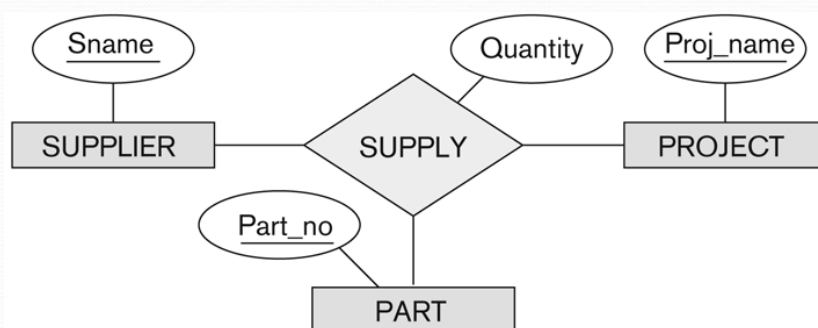 Sname
Quantity
Proj_name
SUPPLIER
SUPPLY
PROJECT
Part_no
PART